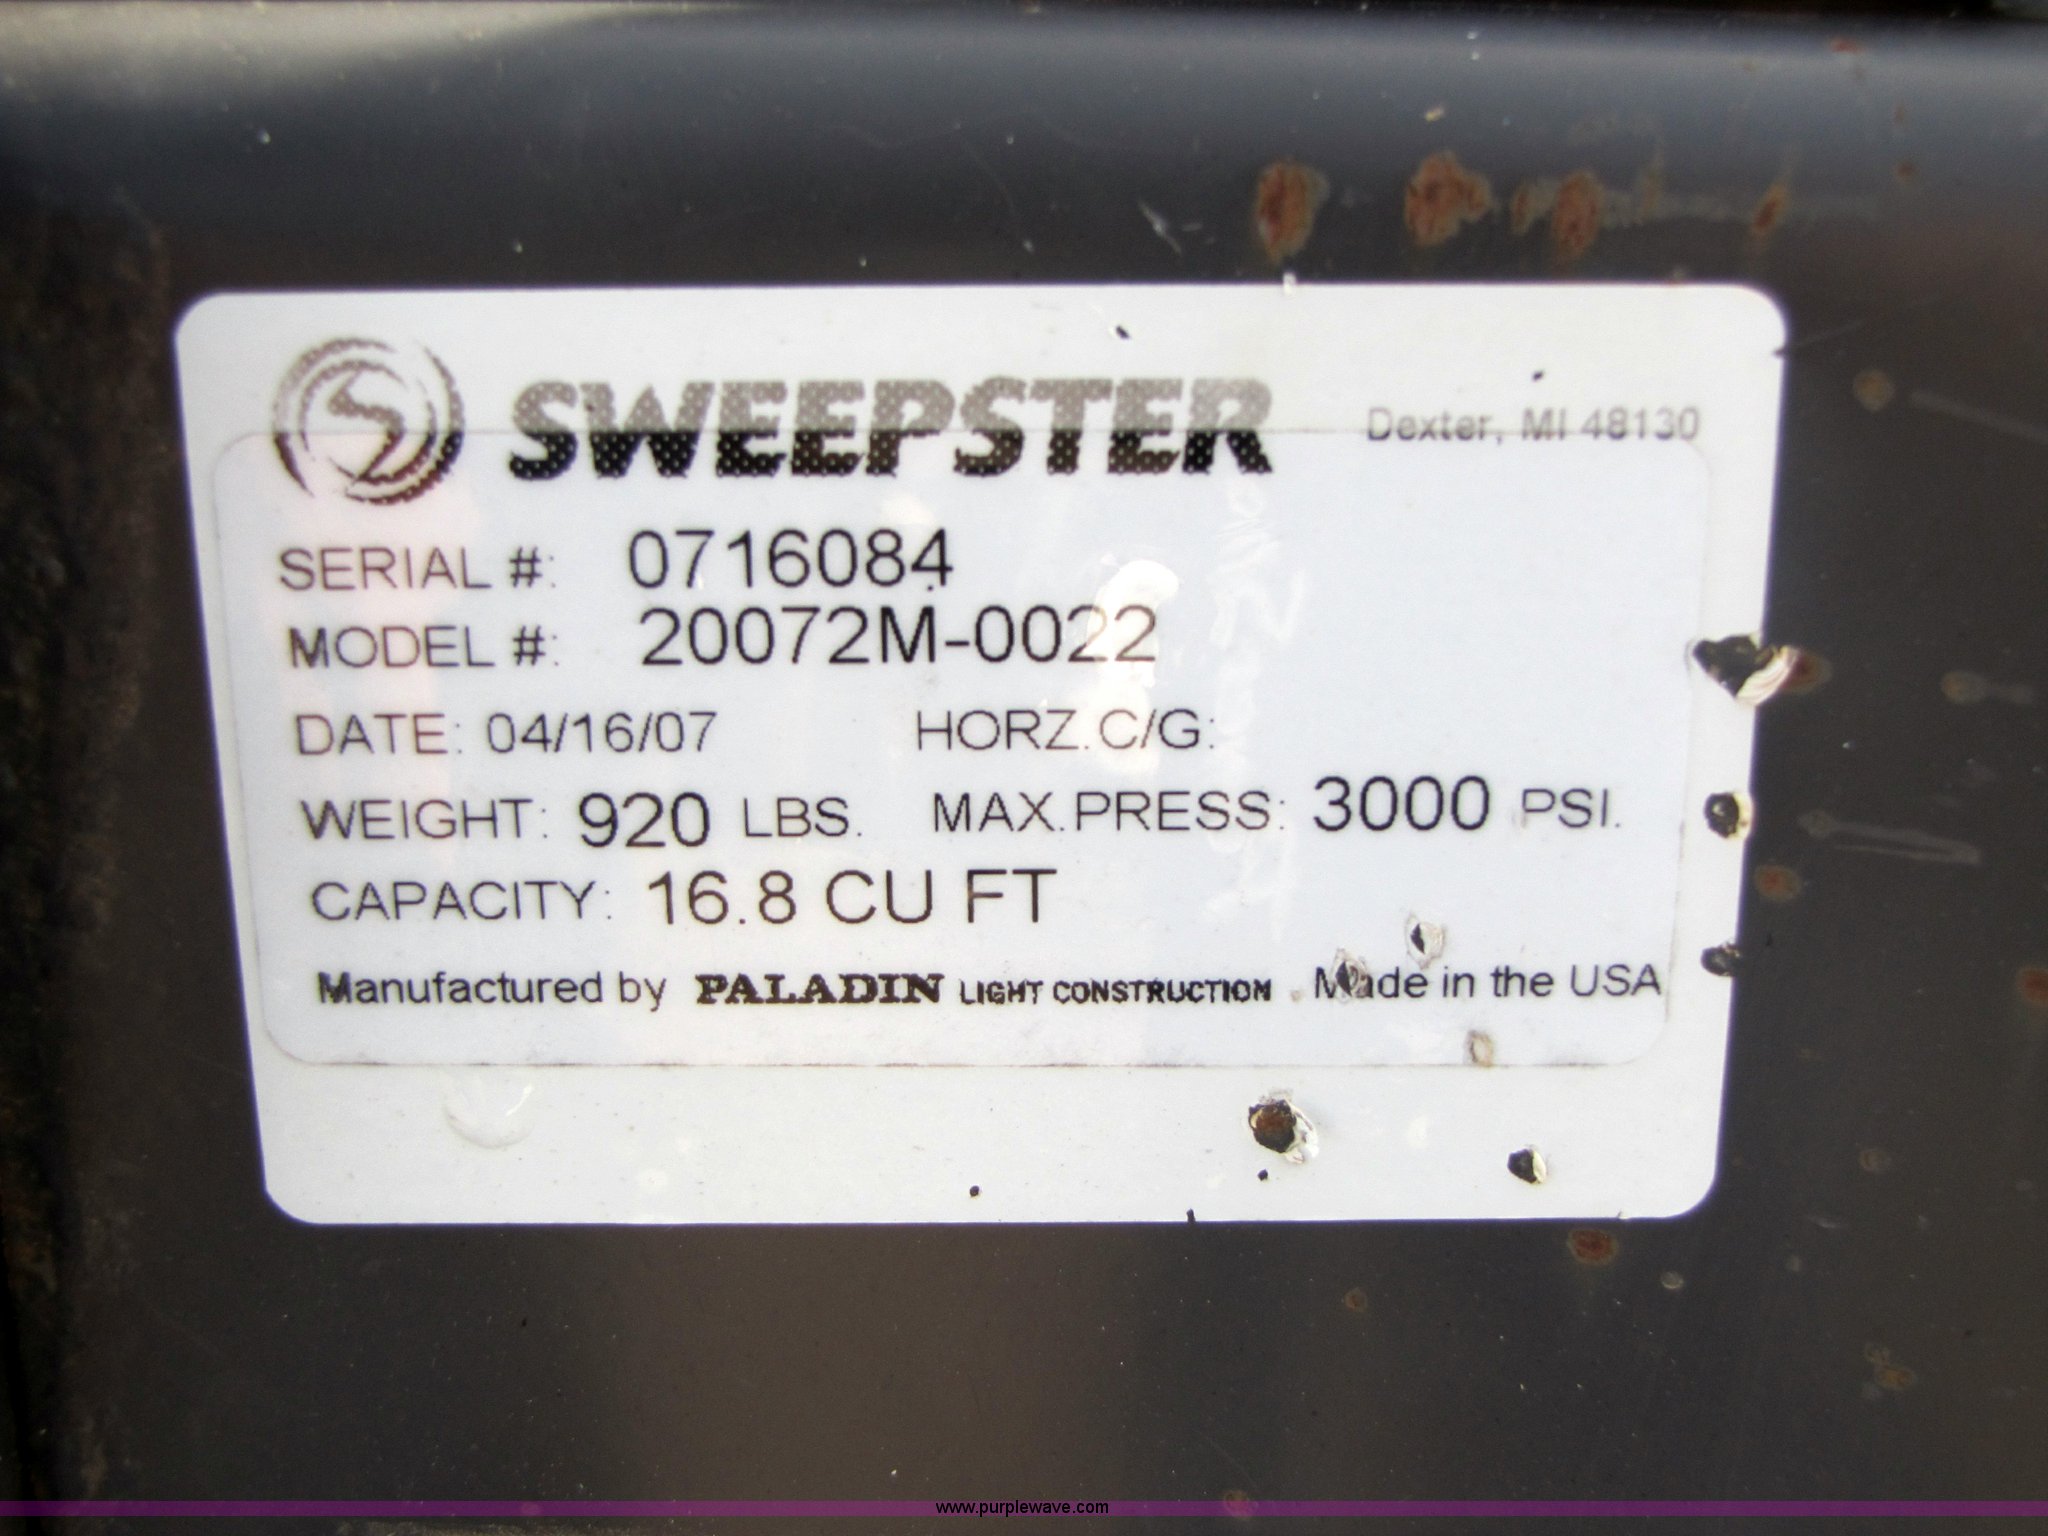 SWEEPSTER Dexter, MI 48130
SERIAL #: 0716084
MODEL #: 20072M-0022
DATE: 04/16/07 HORZ. C/G:
WEIGHT: 920 LBS. MAX. PRESS: 3000 PSI.
CAPACITY: 16.8 CU FT
Manufactured by PALADIN LIGHT CONSTRUCTION Made in the USA
www.purplewave.com